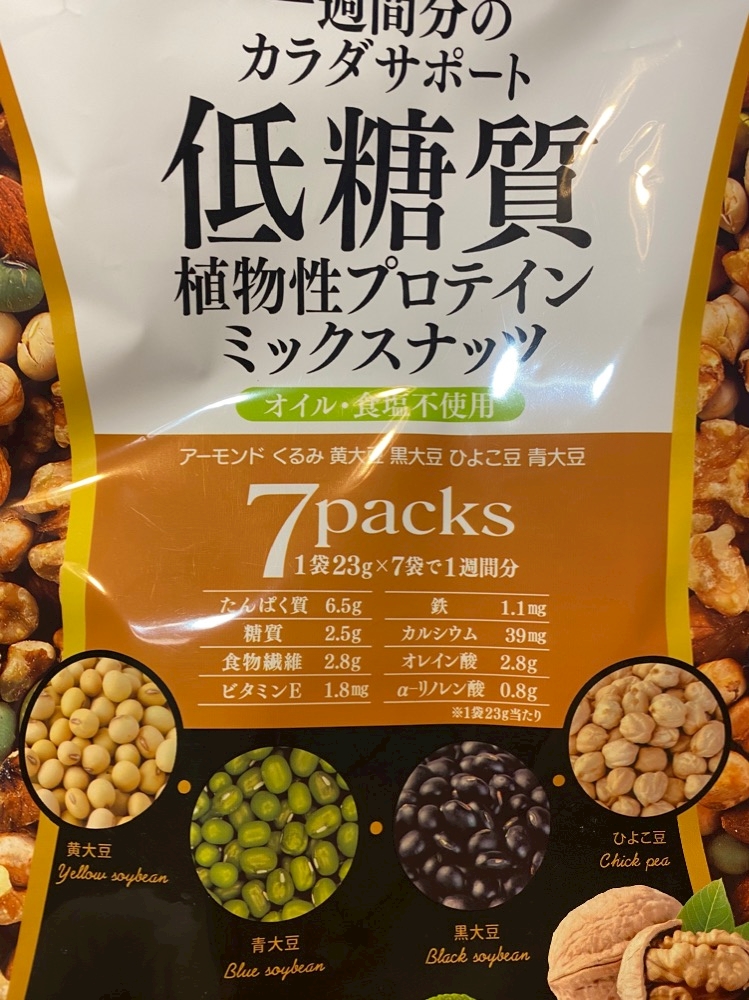 一週間分の
カラダサポート
低糖質
植物性プロテイン
ミックスナッツ
オイル・食塩不使用
アーモンド くるみ 黄大豆 黒大豆 ひよこ豆 青大豆
7packs
1袋23g×7袋で1週間分
たんぱく質 6.5g
糖質 2.5g
食物繊維 2.8g
ビタミンE 1.8mg
鉄 1.1mg
カルシウム 39mg
オレイン酸 2.8g
α-リノレン酸 0.8g
※1袋23g当たり
黄大豆
Yellow soybean
青大豆
Blue soybean
黒大豆
Black soybean
ひよこ豆
Chick pea